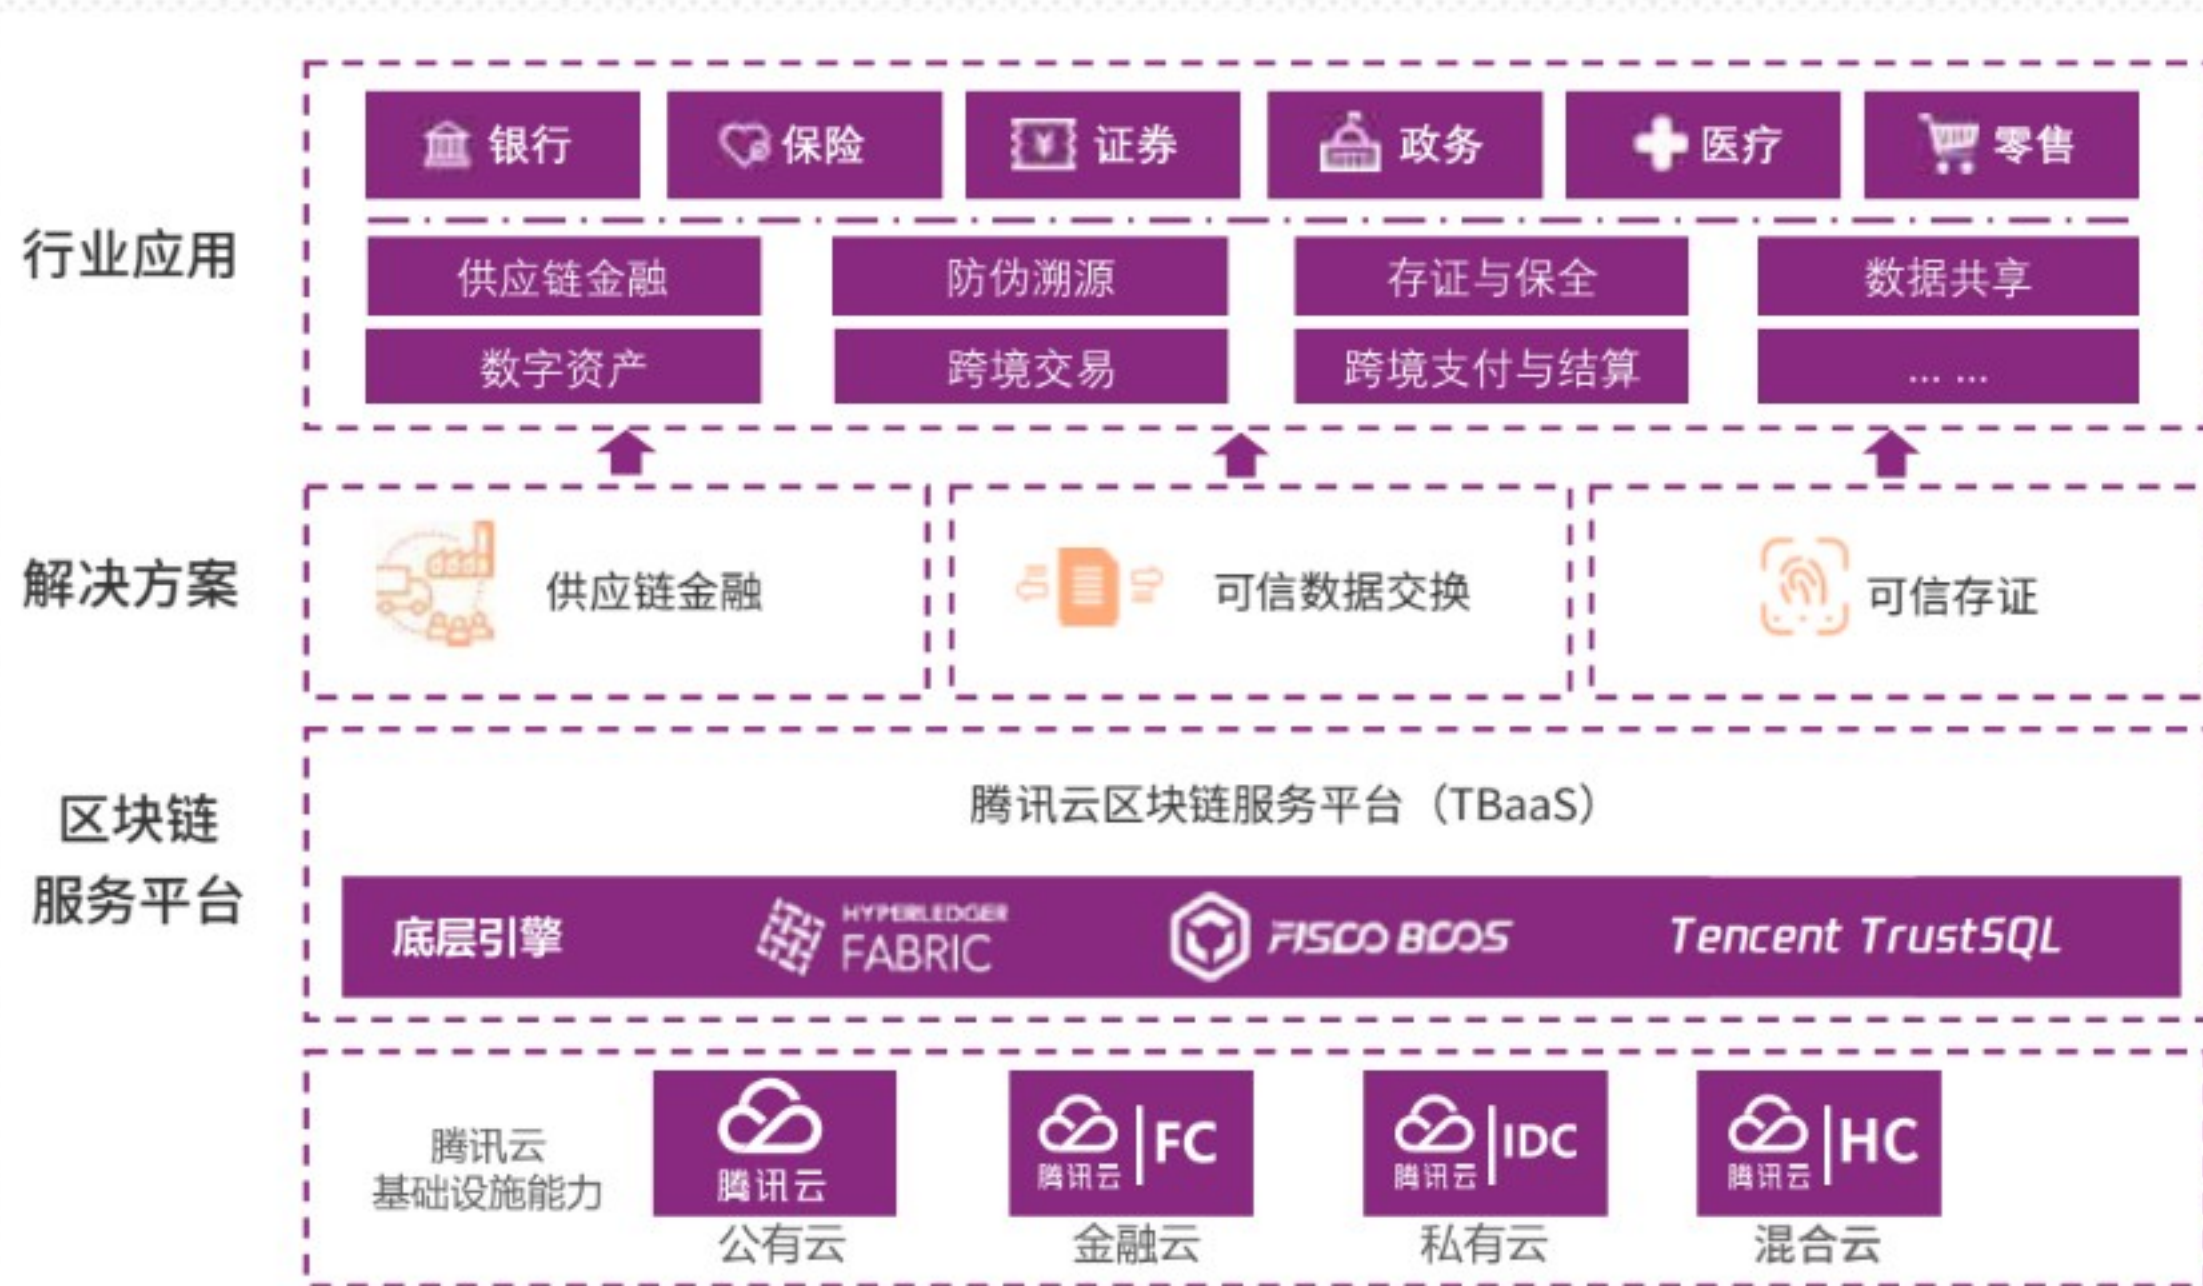 行业应用
银行 保险 证券 政务 医疗 零售
供应链金融 防伪溯源 存证与保全 数据共享
数字资产 跨境交易 跨境支付与结算 ... ...
解决方案
供应链金融 可信数据交换 可信存证
区块链
服务平台
腾讯云区块链服务平台（TBaaS）
底层引擎 HYPERLEDGER FABRIC FISCO BCOS Tencent TrustSQL
腾讯云
基础设施能力
腾讯云 腾讯云 FC 腾讯云 IDC 腾讯云 HC
公有云 金融云 私有云 混合云